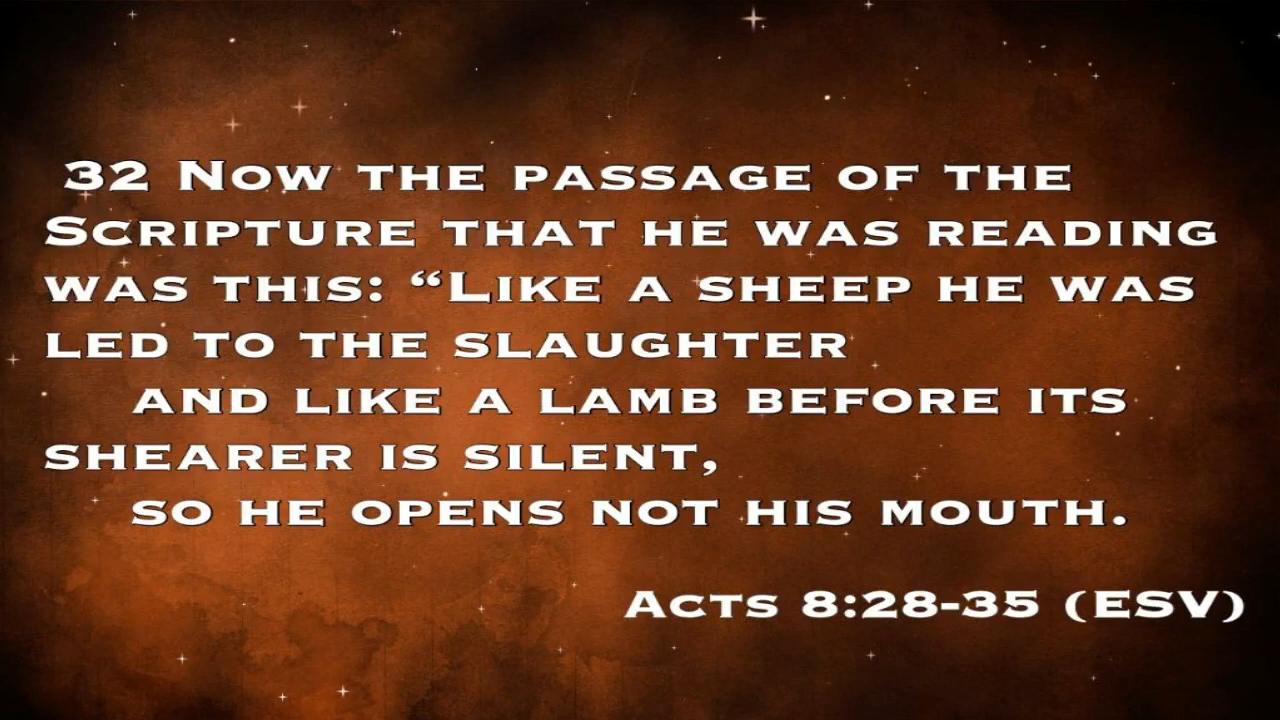 32 Now the passage of the
Scripture that he was reading
was this: “Like a sheep he was
led to the slaughter
and like a lamb before its
shearer is silent,
so he opens not his mouth.
Acts 8:28-35 (ESV)